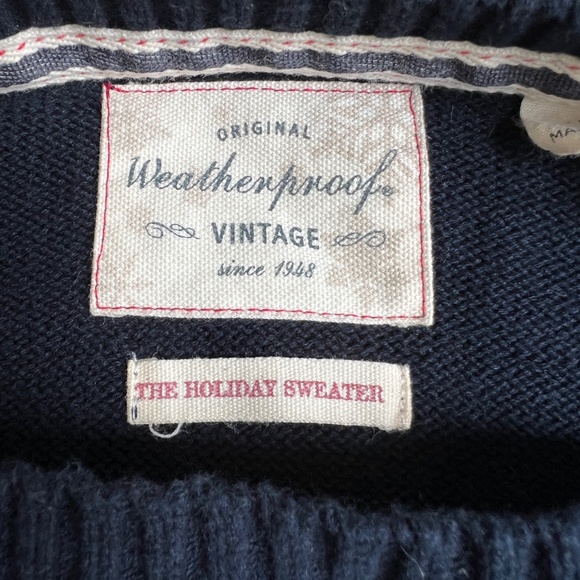 ORIGINAL
Weatherproof®
VINTAGE
since 1948
THE HOLIDAY SWEATER